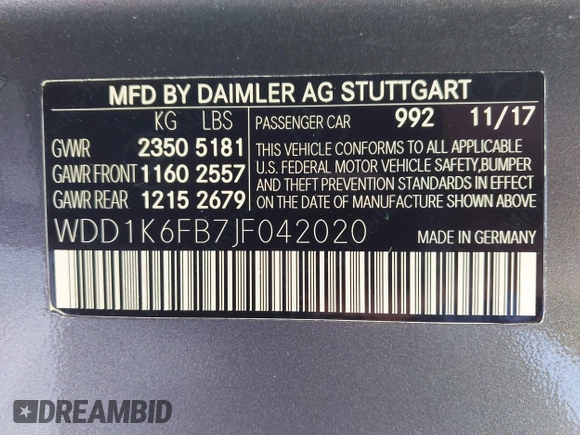 MFD BY DAIMLER AG STUTTGART
KG LBS
GVWR 2350 5181
GAWR FRONT 1160 2557
GAWR REAR 1215 2679
PASSENGER CAR 992 11/17
THIS VEHICLE CONFORMS TO ALL APPLICABLE
U.S. FEDERAL MOTOR VEHICLE SAFETY, BUMPER
AND THEFT PREVENTION STANDARDS IN EFFECT
ON THE DATE OF MANUFACTURE SHOWN ABOVE
WDD1K6FB7JF042020
MADE IN GERMANY
DREAMBID